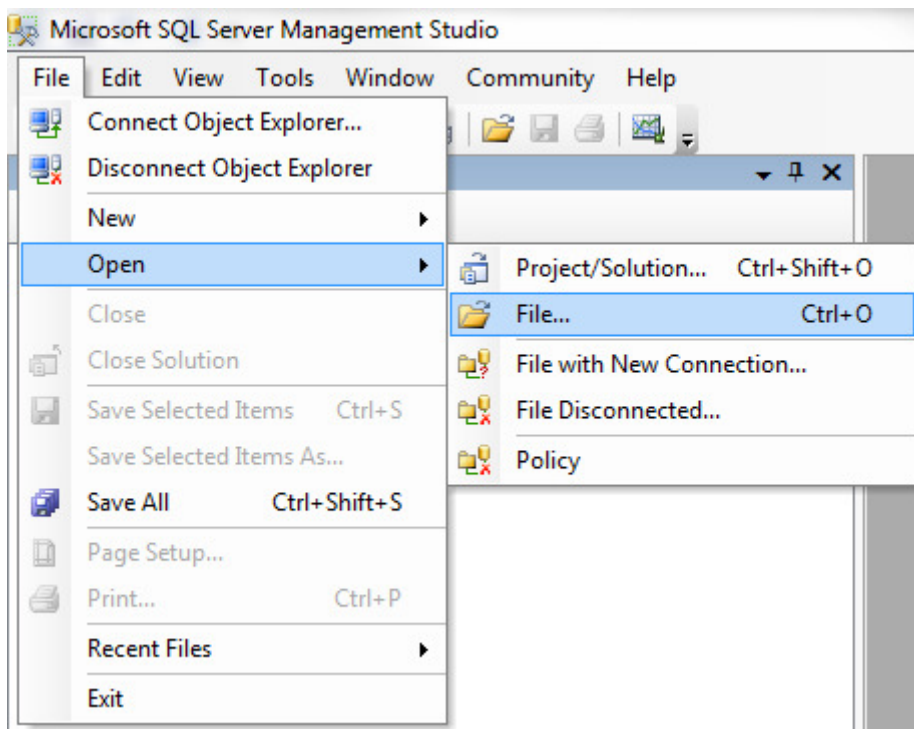 Microsoft SQL Server Management Studio
File Edit View Tools Window Community Help
Connect Object Explorer...
Disconnect Object Explorer
New
Open
Project/Solution... Ctrl+Shift+O
Close
File... Ctrl+O
Close Solution
File with New Connection...
Save Selected Items Ctrl+S
File Disconnected...
Save Selected Items As...
Policy
Save All Ctrl+Shift+S
Page Setup...
Print... Ctrl+P
Recent Files
Exit